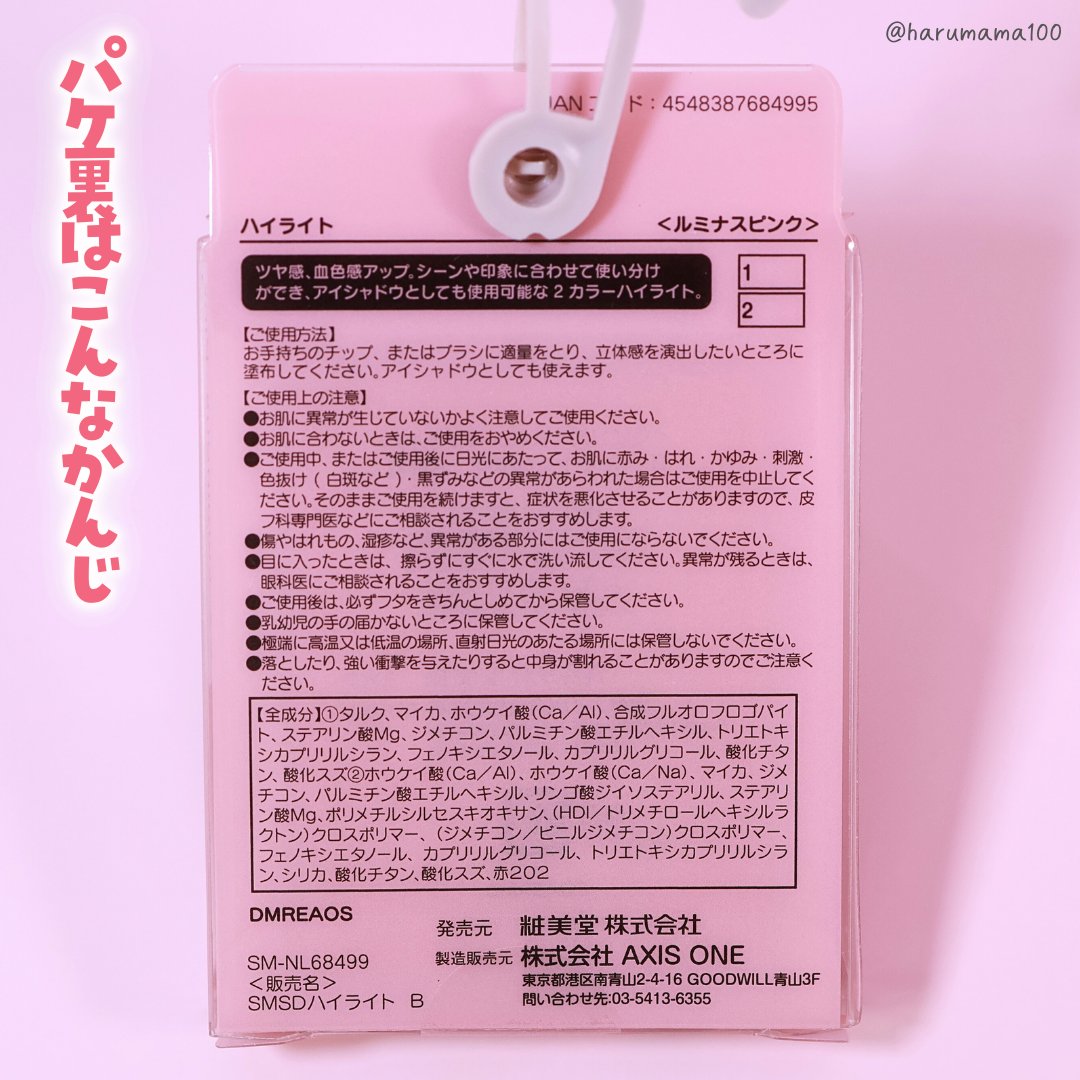 @harumama100
パケ裏はこんなかんじ
JANコード：4548387684995
ハイライト ＜ルミナスピンク＞
ツヤ感、血色感アップ。シーンや印象に合わせて使い分け
ができ、アイシャドウとしても使用可能な2カラーハイライト。
1
2
【ご使用方法】
お手持ちのチップ、またはブラシに適量をとり、立体感を演出したいところに
塗布してください。アイシャドウとしても使えます。
【ご使用上の注意】
●お肌に異常が生じていないかよく注意してご使用ください。
●お肌に合わないときは、ご使用をおやめください。
●ご使用中、またはご使用後に日光にあたって、お肌に赤み・はれ・かゆみ・刺激・
色抜け（白斑など）・黒ずみなどの異常があらわれた場合はご使用を中止してく
ださい。そのままご使用を続けますと、症状を悪化させることがありますので、皮
フ科専門医などにご相談されることをおすすめします。
●傷やはれもの、湿疹など、異常がある部分にはご使用にならないでください。
●目に入ったときは、擦らずにすぐに水で洗い流してください。異常が残るときは、
眼科医にご相談されることをおすすめします。
●ご使用後は、必ずフタをきちんとしめてから保管してください。
●乳幼児の手の届かないところに保管してください。
●極端に高温又は低温の場所、直射日光のあたる場所には保管しないでください。
●落としたり、強い衝撃を与えたりすると中身が割れることがありますのでご注意く
ださい。
【全成分】①タルク、マイカ、ホウケイ酸（Ca／Al）、合成フルオロフロゴパイ
ト、ステアリン酸Mg、ジメチコン、パルミチン酸エチルヘキシル、トリエトキ
シカプリリルシラン、フェノキシエタノール、カプリリルグリコール、酸化チタ
ン、酸化スズ②ホウケイ酸（Ca／Al）、ホウケイ酸（Ca／Na）、マイカ、ジメ
チコン、パルミチン酸エチルヘキシル、リンゴ酸ジイソステアリル、ステアリ
ン酸Mg、ポリメチルシルセスキオキサン、（HDI／トリメチロールヘキシルラ
クトン）クロスポリマー、（ジメチコン／ビニルジメチコン）クロスポリマー、
フェノキシエタノール、カプリリルグリコール、トリエトキシカプリリルシラ
ン、シリカ、酸化チタン、酸化スズ、赤202
DMREAOS
発売元 粧美堂 株式会社
製造販売元 株式会社 AXIS ONE
東京都港区南青山2-4-16 GOODWILL青山3F
問い合わせ先:03-5413-6355
SM-NL68499
＜販売名＞
SMSDハイライト B